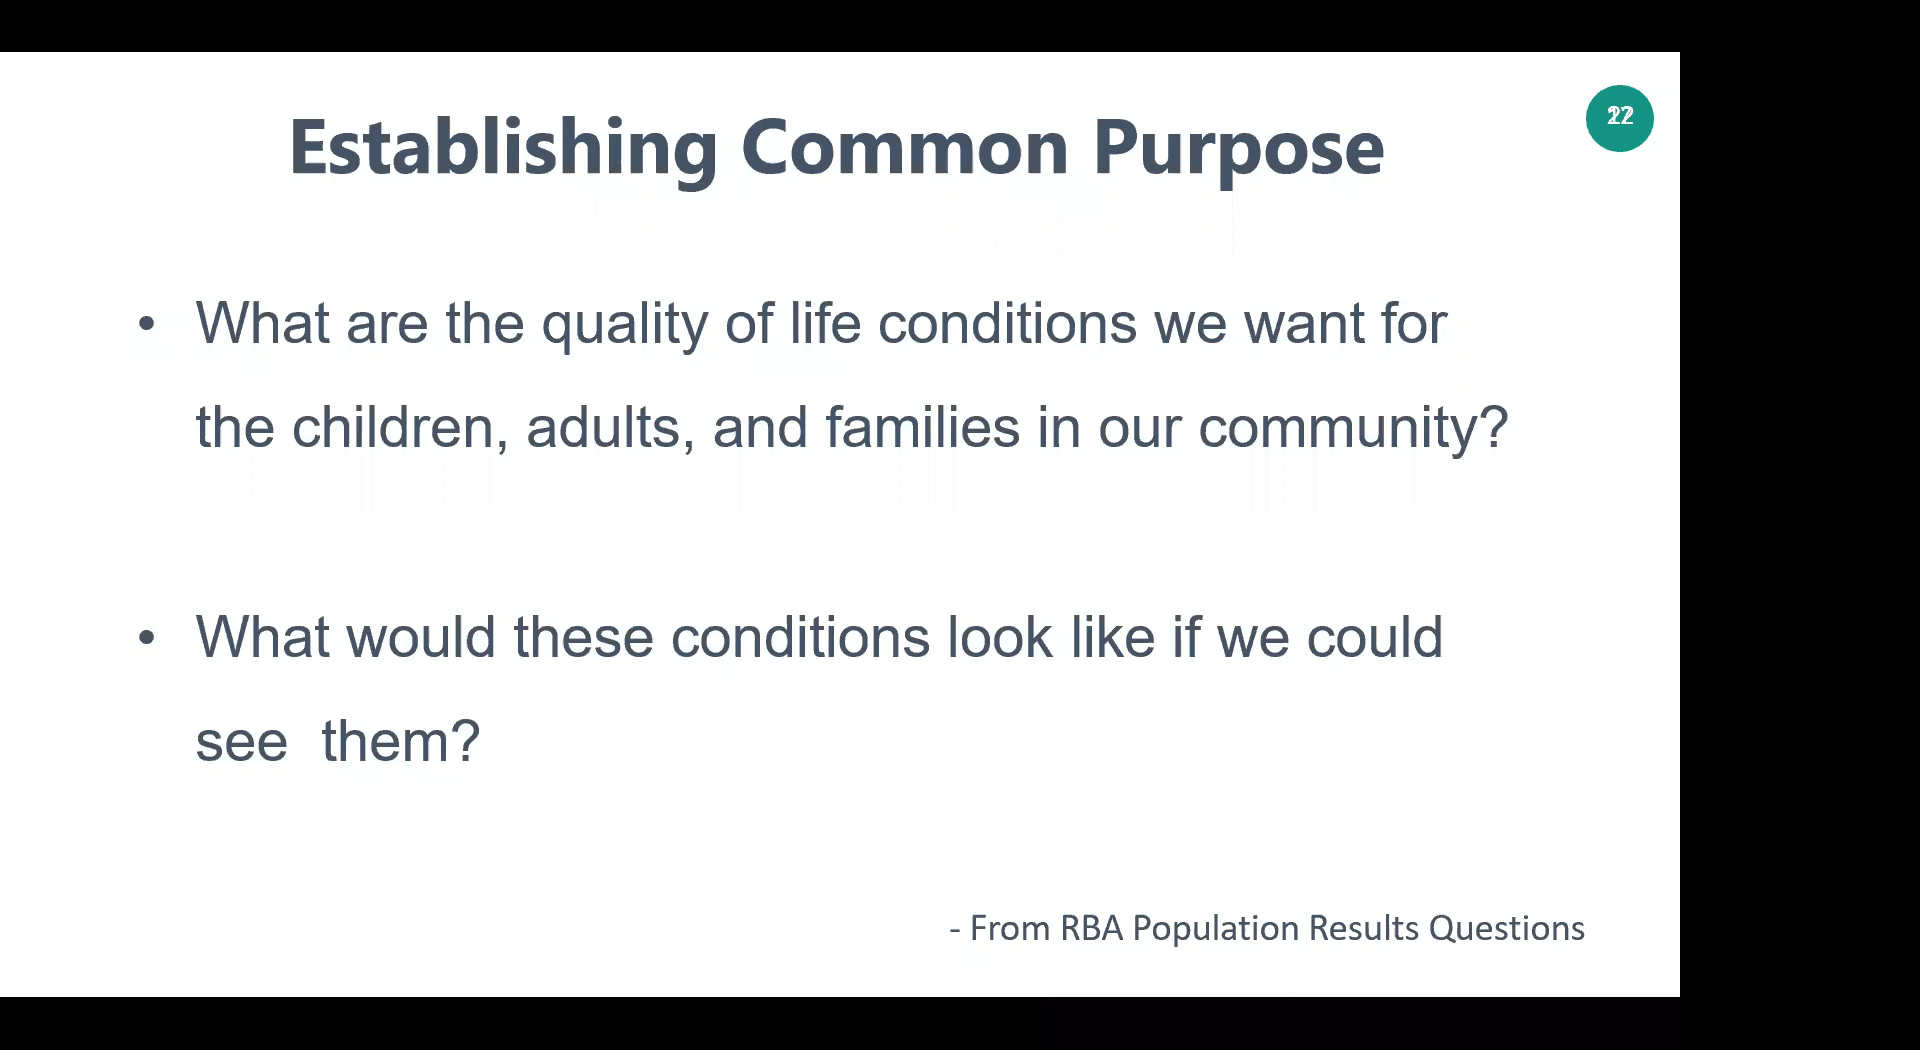 Establishing Common Purpose
• What are the quality of life conditions we want for
the children, adults, and families in our community?
• What would these conditions look like if we could
see  them?
- From RBA Population Results Questions